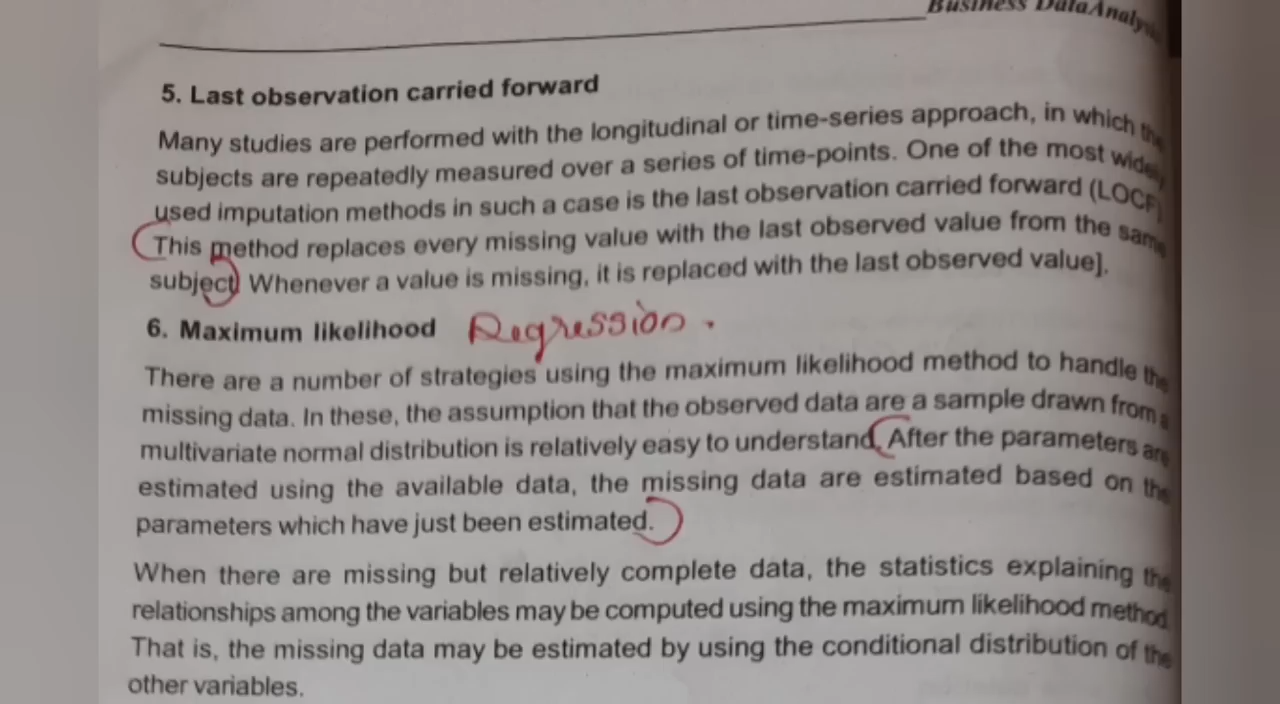 Business DataAnalysis
5. Last observation carried forward
Many studies are performed with the longitudinal or time-series approach, in which the
subjects are repeatedly measured over a series of time-points. One of the most widely
used imputation methods in such a case is the last observation carried forward (LOCF)
This method replaces every missing value with the last observed value from the same
subject) Whenever a value is missing, it is replaced with the last observed value].
6. Maximum likelihood Regression.
There are a number of strategies using the maximum likelihood method to handle the
missing data. In these, the assumption that the observed data are a sample drawn from a
multivariate normal distribution is relatively easy to understand. After the parameters are
estimated using the available data, the missing data are estimated based on the
parameters which have just been estimated.
When there are missing but relatively complete data, the statistics explaining the
relationships among the variables may be computed using the maximum likelihood method.
That is, the missing data may be estimated by using the conditional distribution of the
other variables.